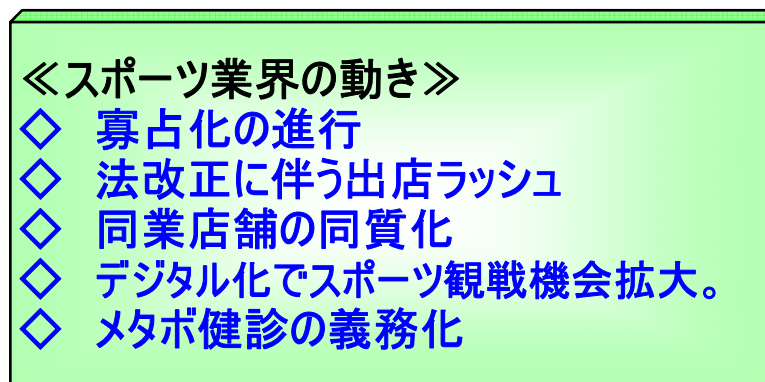 ≪スポーツ業界の動き≫
◇　寡占化の進行
◇　法改正に伴う出店ラッシュ
◇　同業店舗の同質化
◇　デジタル化でスポーツ観戦機会拡大。
◇　メタボ健診の義務化